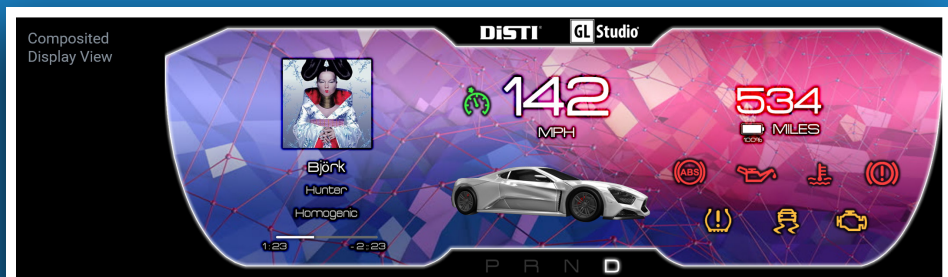 Composited
Display View
DiSTI GL Studio
Björk
Hunter
Homogenic
1:23 -2:23
142
MPH
534
MILES
100%
ABS
P R N D